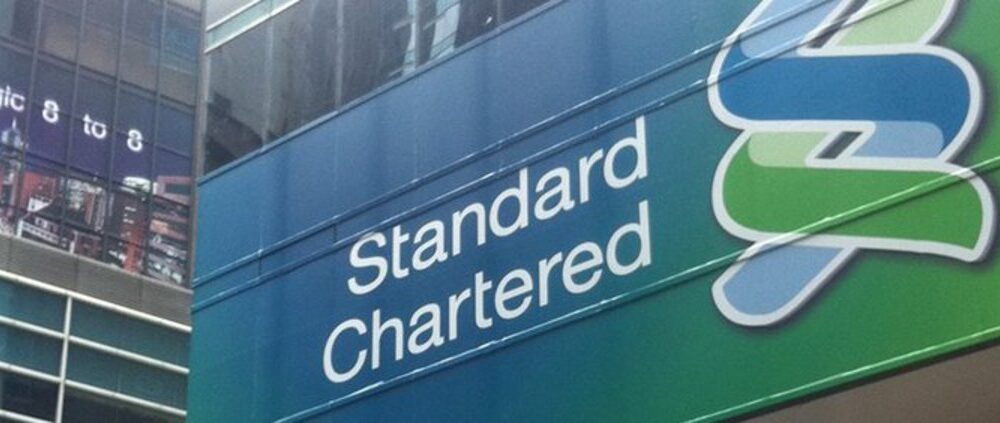 8 to 8
Standard
Chartered